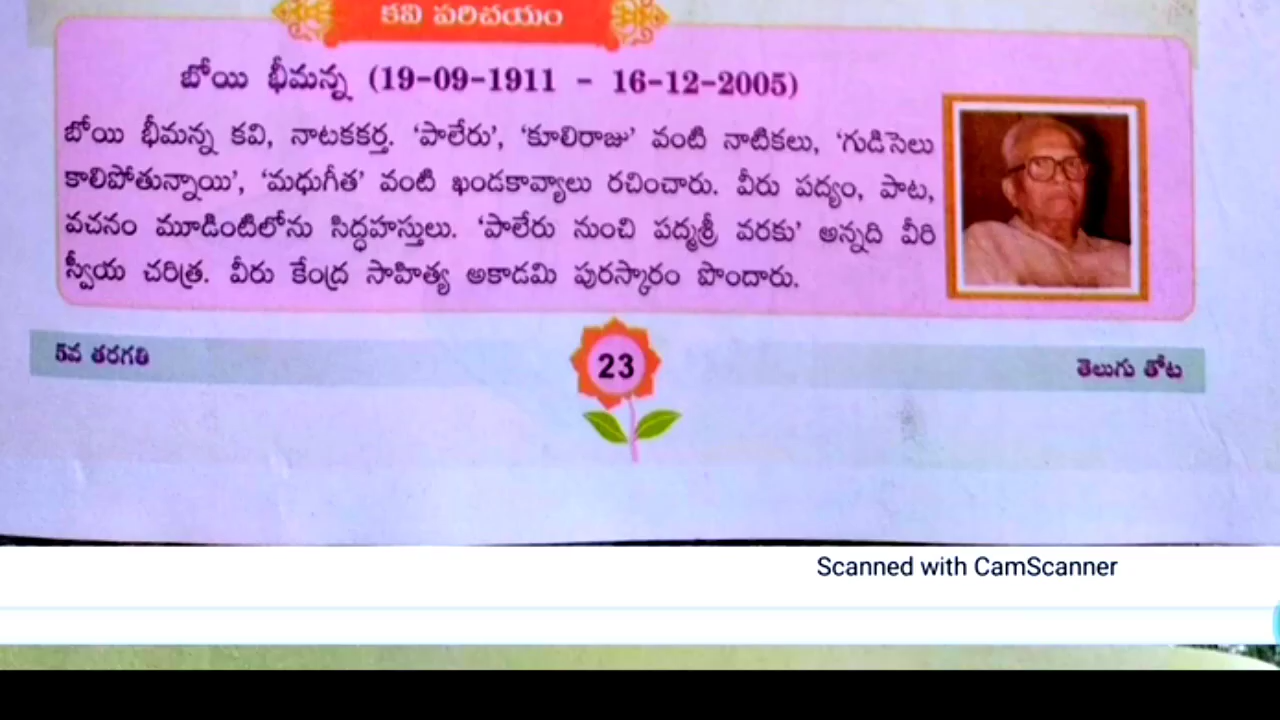 కవి పరిచయం
బోయి భీమన్న (19-09-1911 - 16-12-2005)
బోయి భీమన్న కవి, నాటకకర్త. ‘పాలేరు’, ‘కూలిరాజు’ వంటి నాటికలు, ‘గుడిసెలు
కాలిపోతున్నాయి’, ‘మధుగీత’ వంటి ఖండకావ్యాలు రచించారు. వీరు పద్యం, పాట,
వచనం మూడింటిలోను సిద్ధహస్తులు. ‘పాలేరు నుంచి పద్మశ్రీ వరకు’ అన్నది వీరి
స్వీయ చరిత్ర. వీరు కేంద్ర సాహిత్య అకాడమి పురస్కారం పొందారు.
5వ తరగతి
23
తెలుగు తోట
Scanned with CamScanner